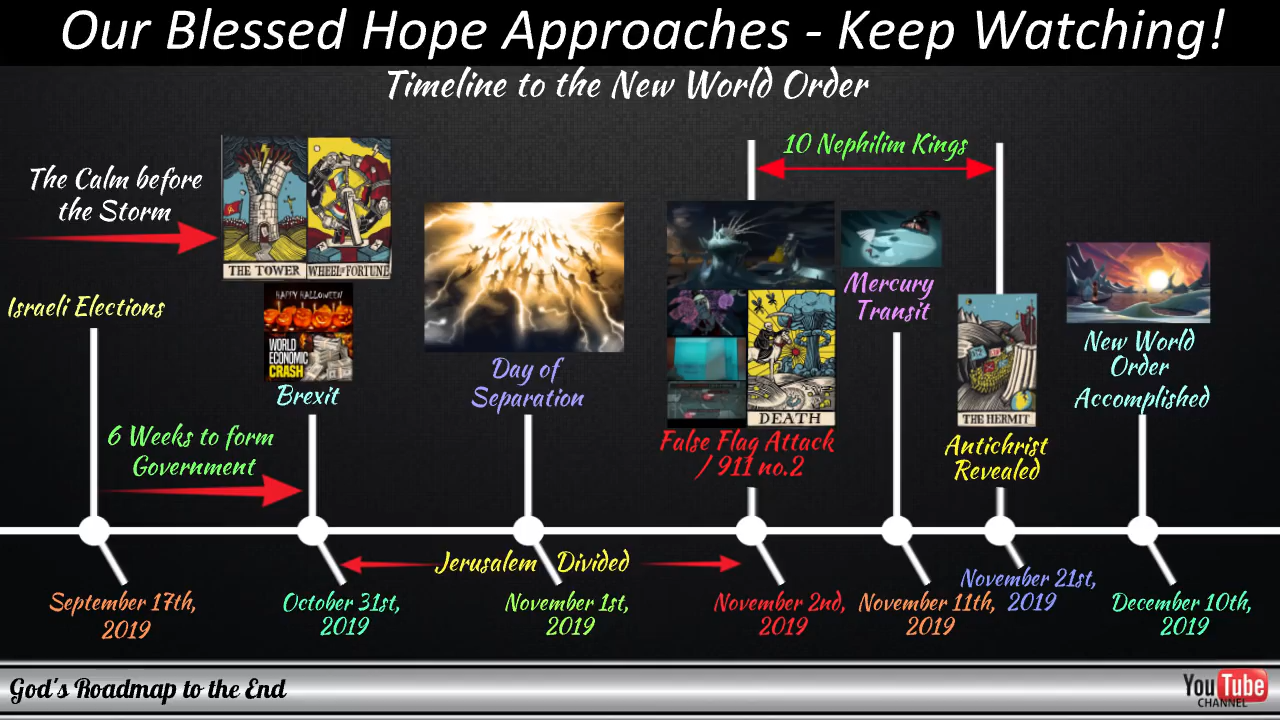 Our Blessed Hope Approaches - Keep Watching!
Timeline to the New World Order
The Calm before
the Storm
THE TOWER
WHEEL of FORTUNE
10 Nephilim Kings
Israeli Elections
HAPPY HALLOWEEN
WORLD
ECONOMIC
CRASH
Brexit
Day of
Separation
DEATH
False Flag Attack
/ 911 no.2
Mercury
Transit
THE HERMIT
Antichrist
Revealed
New World
Order
Accomplished
6 Weeks to form
Government
Jerusalem Divided
September 17th,
2019
October 31st,
2019
November 1st,
2019
November 2nd,
2019
November 11th,
2019
November 21st,
2019
December 10th,
2019
God's Roadmap to the End
YouTube
CHANNEL